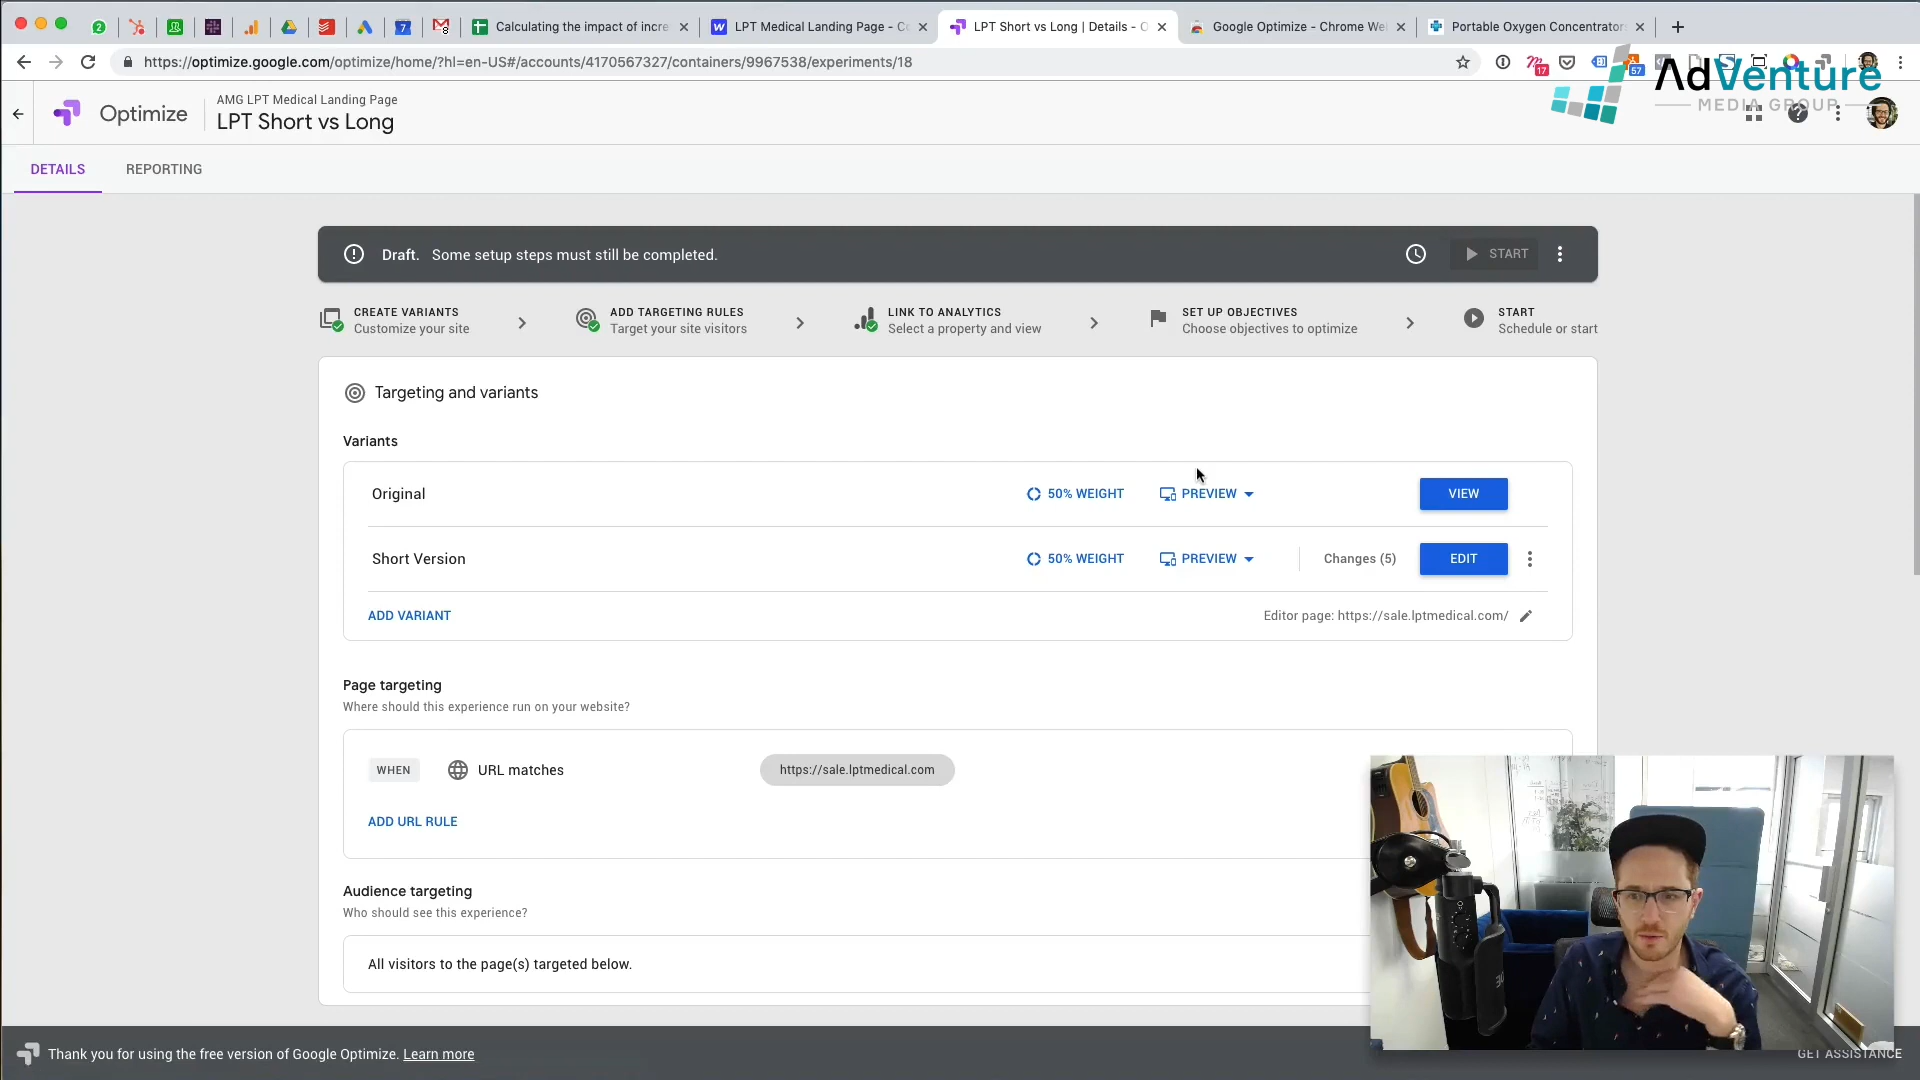 2
7
8
Calculating the impact of incre
LPT Medical Landing Page - C
LPT Short vs Long | Details - O
Google Optimize - Chrome We
Portable Oxygen Concentrator
https://optimize.google.com/optimize/home/?hl=en-US#/accounts/4170567327/containers/9967538/experiments/18
17
57
AdVenture
MEDIA GROUP
Optimize
AMG LPT Medical Landing Page
LPT Short vs Long
DETAILS
REPORTING
Draft. Some setup steps must still be completed.
START
CREATE VARIANTS
Customize your site
ADD TARGETING RULES
Target your site visitors
LINK TO ANALYTICS
Select a property and view
SET UP OBJECTIVES
Choose objectives to optimize
START
Schedule or start
Targeting and variants
Variants
Original
50% WEIGHT
PREVIEW
VIEW
Short Version
50% WEIGHT
PREVIEW
Changes (5)
EDIT
ADD VARIANT
Editor page: https://sale.lptmedical.com/
Page targeting
Where should this experience run on your website?
WHEN
URL matches
https://sale.lptmedical.com
ADD URL RULE
Audience targeting
Who should see this experience?
All visitors to the page(s) targeted below.
Thank you for using the free version of Google Optimize. Learn more
GET ASSISTANCE